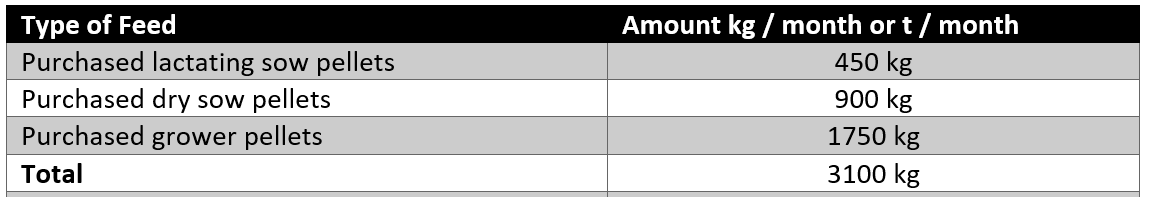 Type of Feed Amount kg / month or t / month
Purchased lactating sow pellets 450 kg
Purchased dry sow pellets 900 kg
Purchased grower pellets 1750 kg
Total 3100 kg